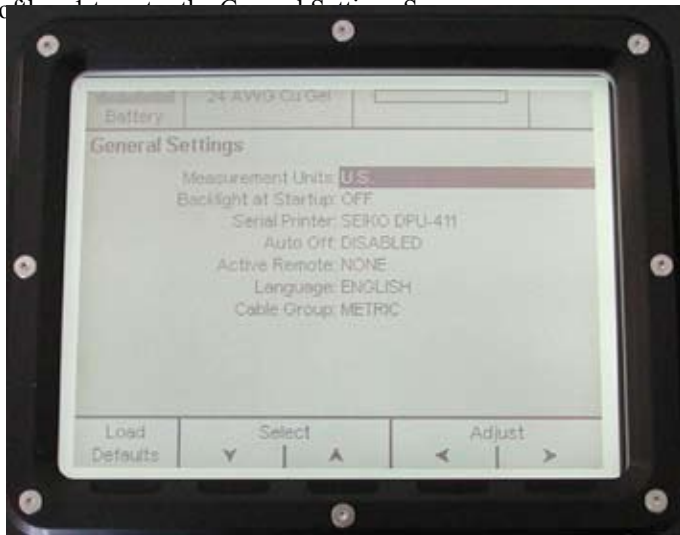 24 AWG Cu Gel
Battery
General Settings
Measurement Units: U.S.
Backlight at Startup: OFF
Serial Printer: SEIKO DPU-411
Auto Off: DISABLED
Active Remote: NONE
Language: ENGLISH
Cable Group: METRIC
Load Defaults
Select
Adjust